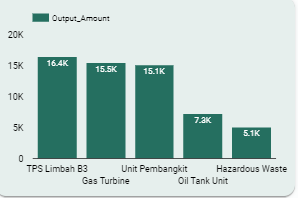 Output_Amount
20K
15K
10K
5K
0
16.4K
15.5K
15.1K
7.3K
5.1K
TPS Limbah B3
Gas Turbine
Unit Pembangkit
Oil Tank Unit
Hazardous Waste